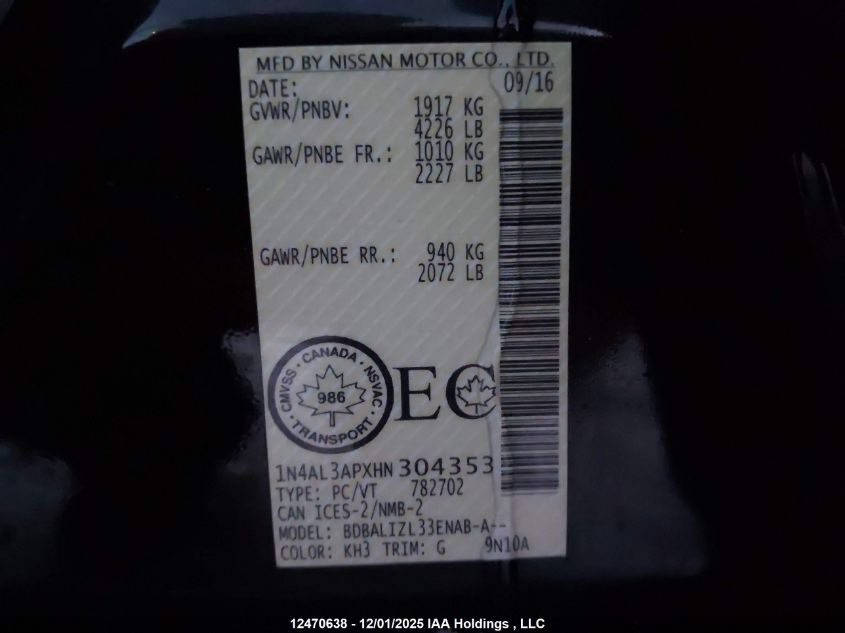 MFD BY NISSAN MOTOR CO., LTD.
DATE: 09/16
GVWR/PNBV: 1917 KG
4226 LB
GAWR/PNBE FR.: 1010 KG
2227 LB
GAWR/PNBE RR.: 940 KG
2072 LB
CMVSS · CANADA · NSVAC · TRANSPORT ·
986
EC
1N4AL3APXHN304353
TYPE: PC/VT 782702
CAN ICES-2/NMB-2
MODEL: BDBALIZL33ENAB-A--
COLOR: KH3 TRIM: G 9N10A
12470638 - 12/01/2025 IAA Holdings , LLC